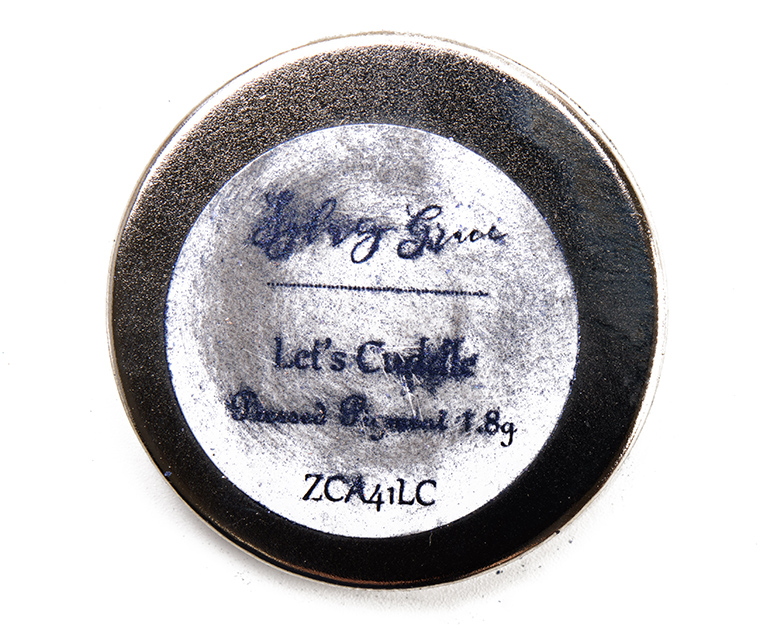 Sydney Grace
Let's Cuddle
Pressed Pigment 1.8g
ZCA41LC